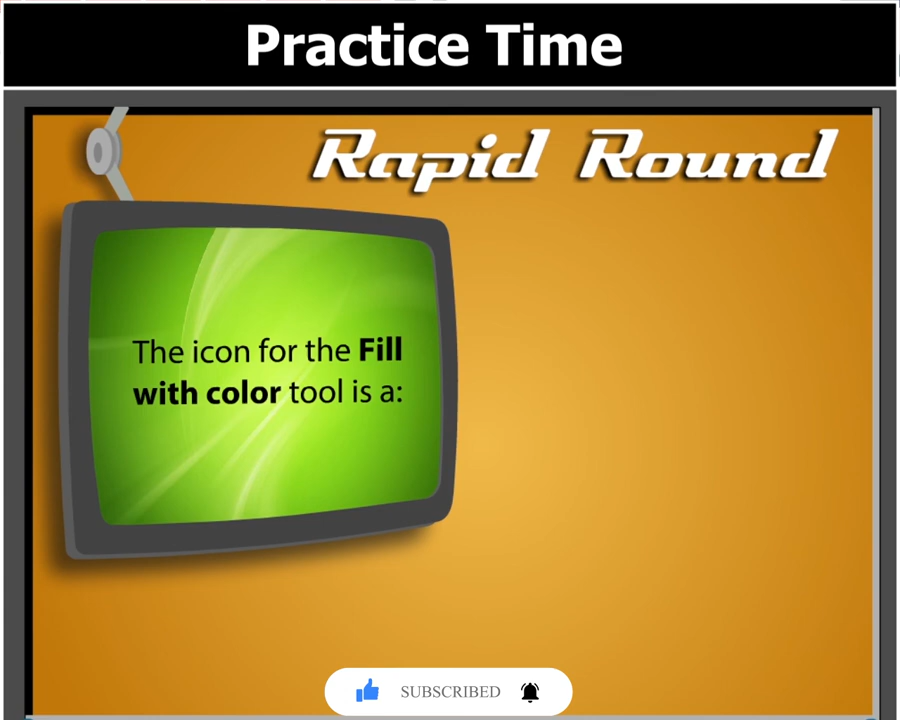 Practice Time
Rapid Round
The icon for the Fill
with color tool is a:
SUBSCRIBED